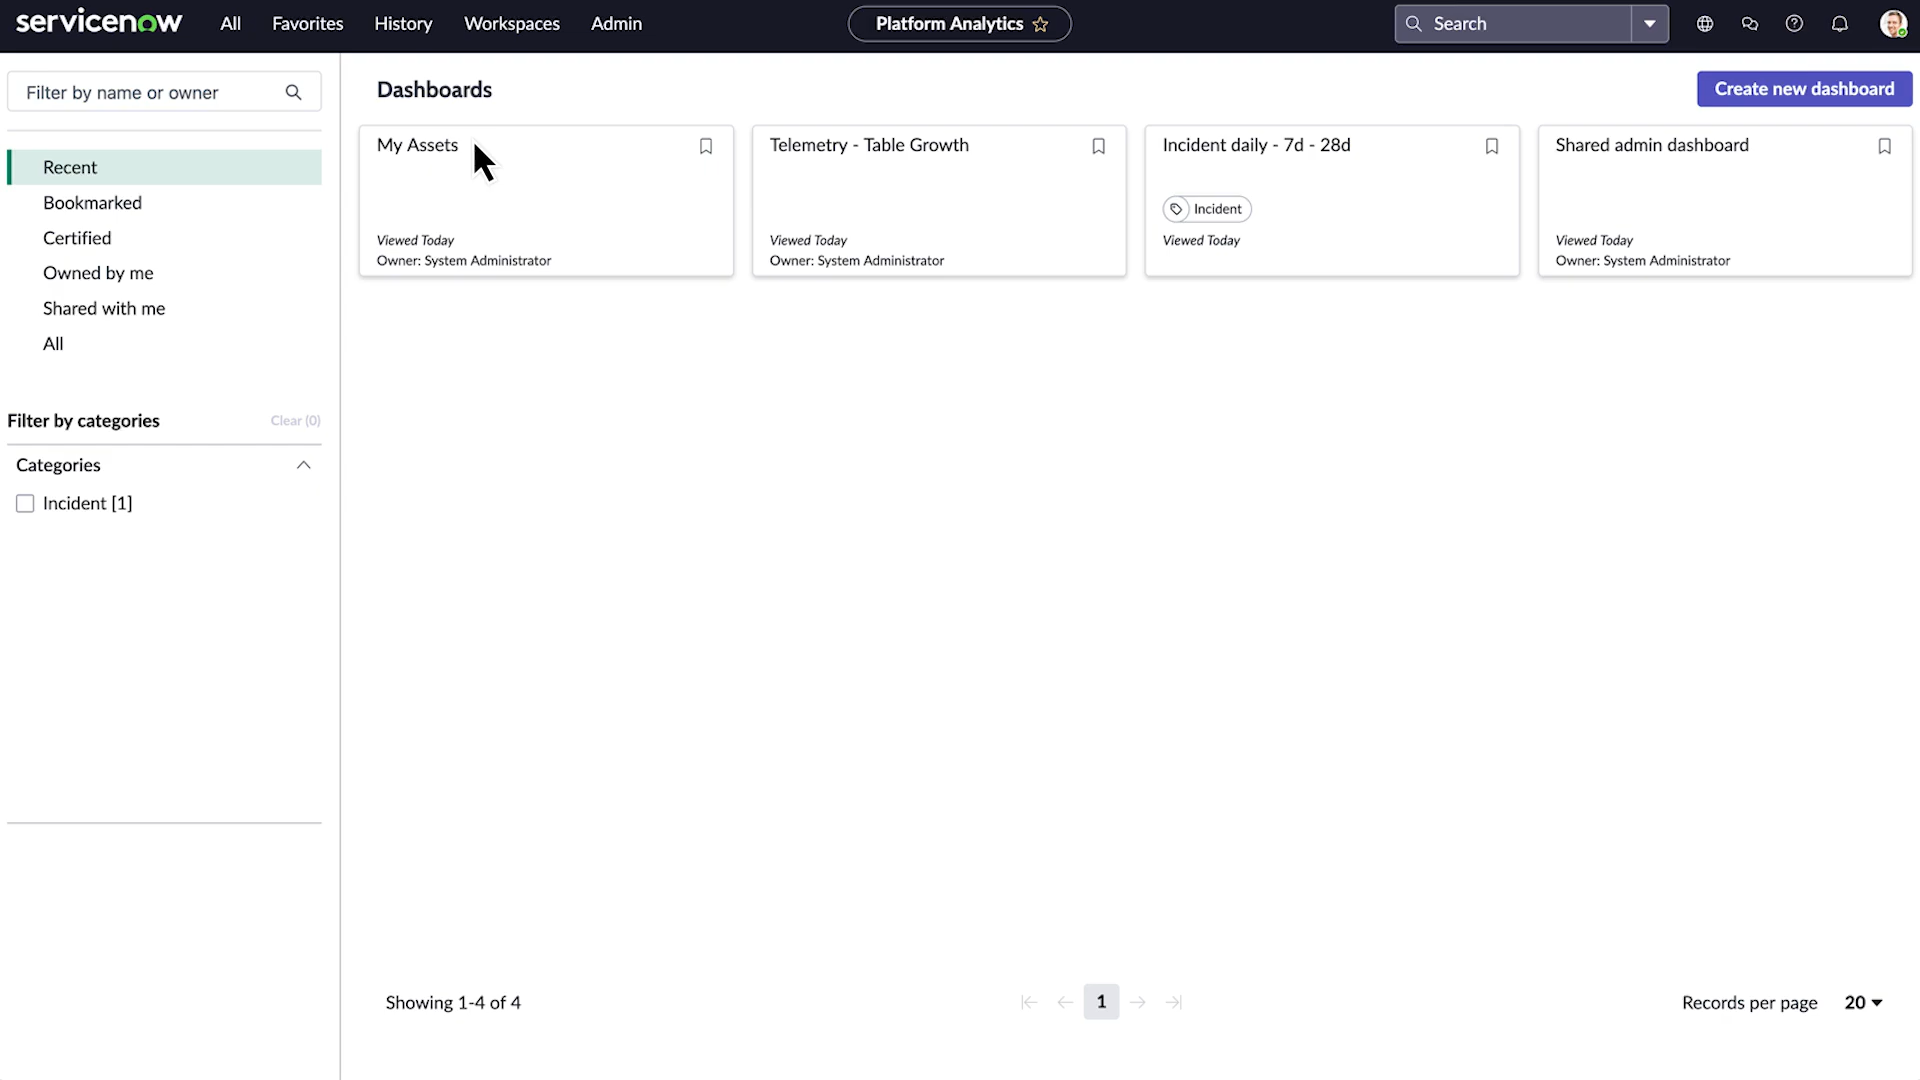 servicenow All Favorites History Workspaces Admin Platform Analytics Search
Filter by name or owner
Recent
Bookmarked
Certified
Owned by me
Shared with me
All
Filter by categories Clear (0)
Categories
Incident [1]
Dashboards Create new dashboard
My Assets
Viewed Today
Owner: System Administrator
Telemetry - Table Growth
Viewed Today
Owner: System Administrator
Incident daily - 7d - 28d
Incident
Viewed Today
Shared admin dashboard
Viewed Today
Owner: System Administrator
Showing 1-4 of 4 1 Records per page 20